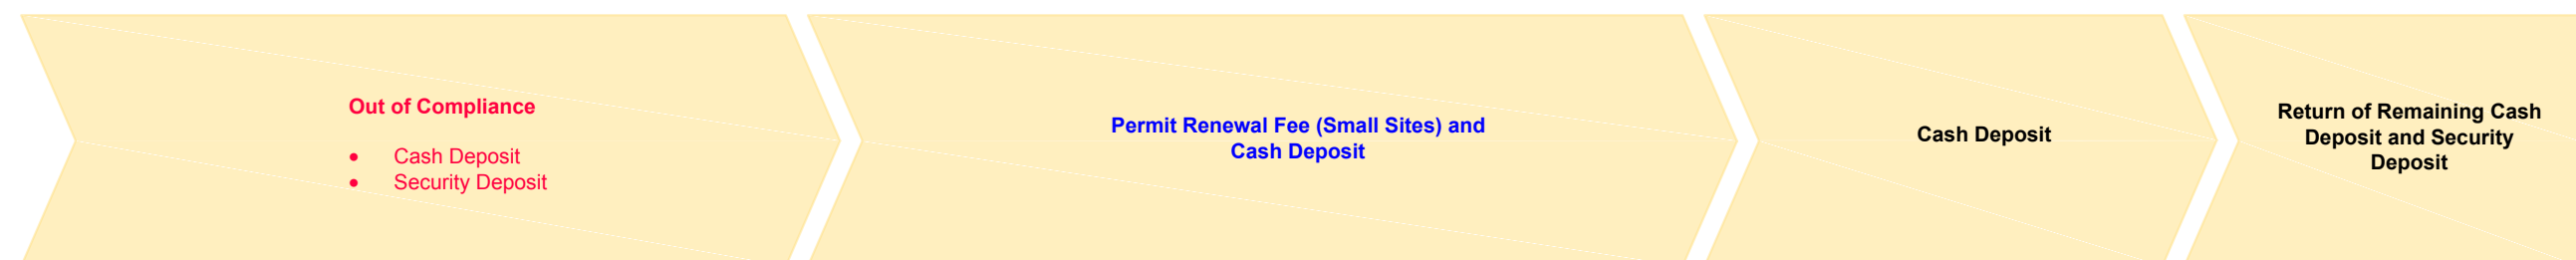 Out of Compliance
• Cash Deposit
• Security Deposit
Permit Renewal Fee (Small Sites) and
Cash Deposit
Cash Deposit
Return of Remaining Cash
Deposit and Security
Deposit